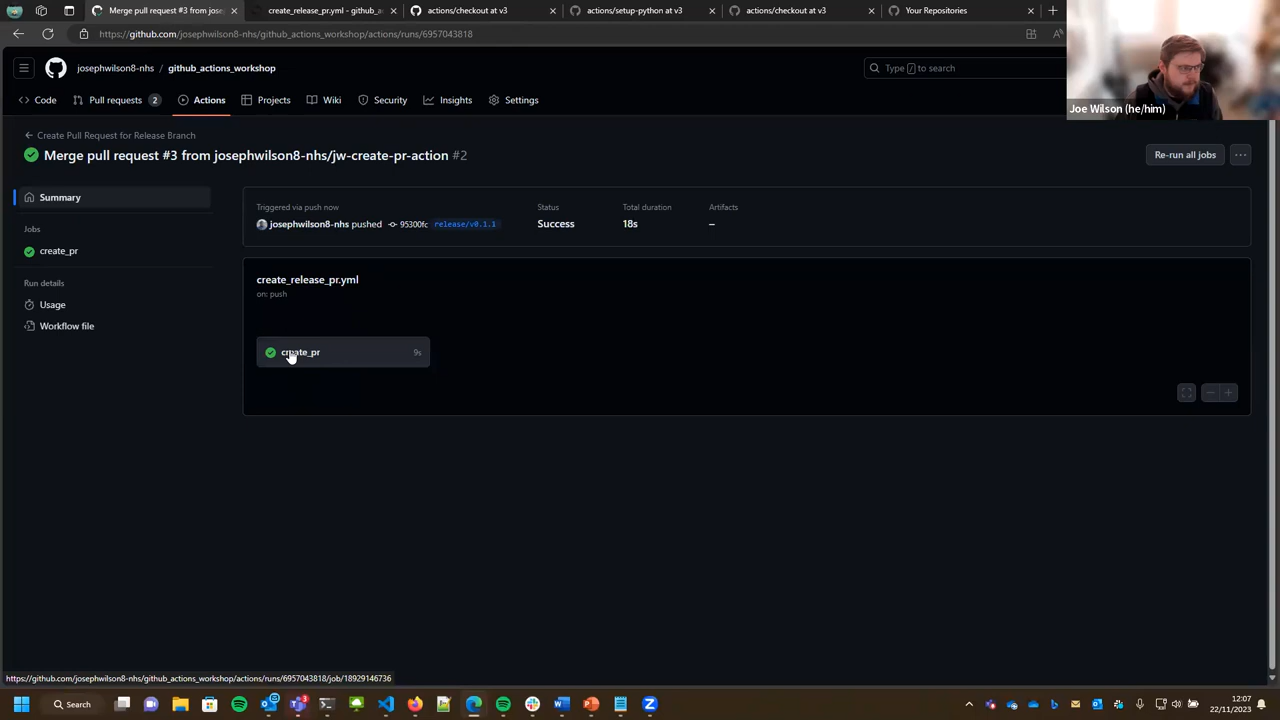 Merge pull request #3 from jose
create_release_pr.yml - github_a
actions/checkout at v3
actions/setup-python at v3
actions/checkout at v3
Your Repositories
https://github.com/josephwilson8-nhs/github_actions_workshop/actions/runs/6957043818
josephwilson8-nhs / github_actions_workshop
Type / to search
Code
Pull requests 2
Actions
Projects
Wiki
Security
Insights
Settings
Joe Wilson (he/him)
← Create Pull Request for Release Branch
Merge pull request #3 from josephwilson8-nhs/jw-create-pr-action #2
Re-run all jobs
Summary
Jobs
create_pr
Run details
Usage
Workflow file
Triggered via push now
josephwilson8-nhs pushed 95300fc release/v0.1.1
Status
Success
Total duration
18s
Artifacts
–
create_release_pr.yml
on: push
create_pr 9s
https://github.com/josephwilson8-nhs/github_actions_workshop/actions/runs/6957043818/job/18929146736
Search
3
12:07
22/11/2023